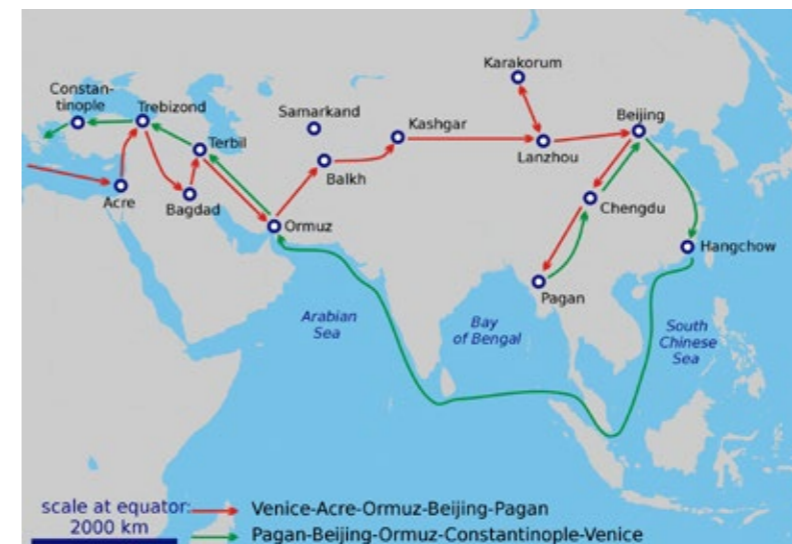 Karakorum
Constan-
tinople
Trebizond
Samarkand
Kashgar
Beijing
Terbil
Lanzhou
Balkh
Acre
Bagdad
Chengdu
Ormuz
Hangchow
Pagan
Arabian
Sea
Bay
of Bengal
South
Chinese
Sea
scale at equator:
2000 km
Venice-Acre-Ormuz-Beijing-Pagan
Pagan-Beijing-Ormuz-Constantinople-Venice